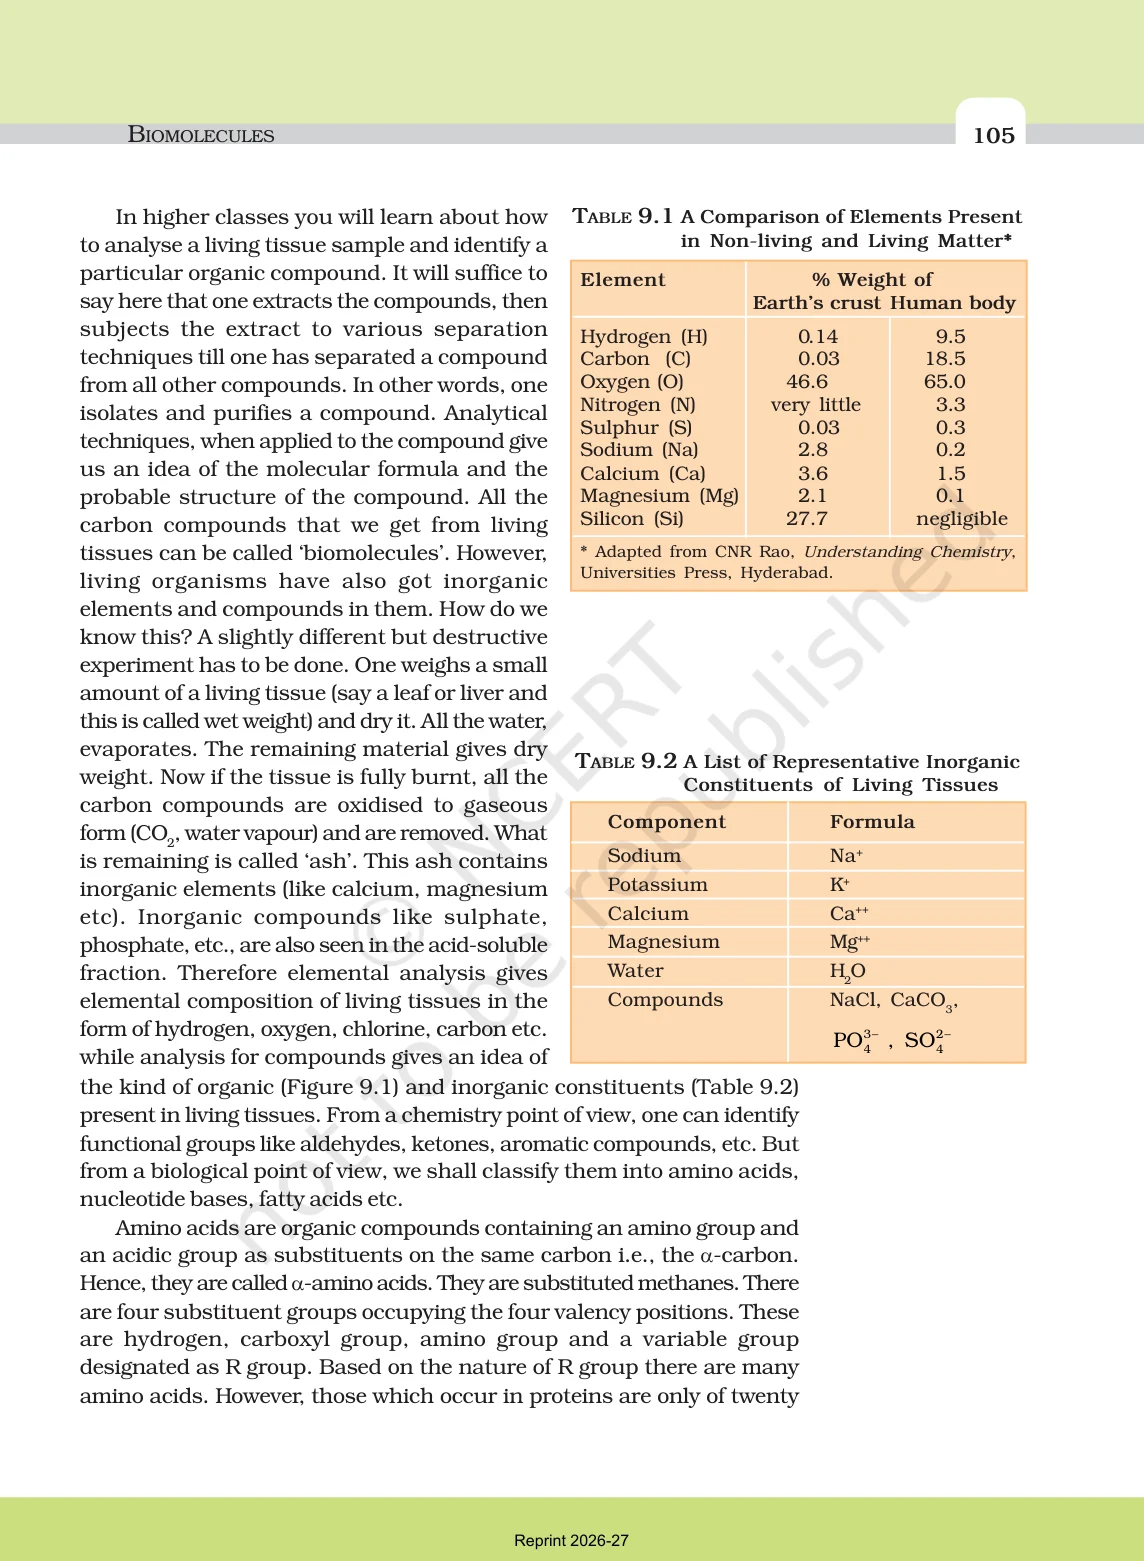 BIOMOLECULES
105
In higher classes you will learn about how
to analyse a living tissue sample and identify a
particular organic compound. It will suffice to
say here that one extracts the compounds, then
subjects the extract to various separation
techniques till one has separated a compound
from all other compounds. In other words, one
isolates and purifies a compound. Analytical
techniques, when applied to the compound give
us an idea of the molecular formula and the
probable structure of the compound. All the
carbon compounds that we get from living
tissues can be called ‘biomolecules’. However,
living organisms have also got inorganic
elements and compounds in them. How do we
know this? A slightly different but destructive
experiment has to be done. One weighs a small
amount of a living tissue (say a leaf or liver and
this is called wet weight) and dry it. All the water,
evaporates. The remaining material gives dry
weight. Now if the tissue is fully burnt, all the
carbon compounds are oxidised to gaseous
form (CO2, water vapour) and are removed. What
is remaining is called ‘ash’. This ash contains
inorganic elements (like calcium, magnesium
etc). Inorganic compounds like sulphate,
phosphate, etc., are also seen in the acid-soluble
fraction. Therefore elemental analysis gives
elemental composition of living tissues in the
form of hydrogen, oxygen, chlorine, carbon etc.
while analysis for compounds gives an idea of
the kind of organic (Figure 9.1) and inorganic constituents (Table 9.2)
present in living tissues. From a chemistry point of view, one can identify
functional groups like aldehydes, ketones, aromatic compounds, etc. But
from a biological point of view, we shall classify them into amino acids,
nucleotide bases, fatty acids etc.
Amino acids are organic compounds containing an amino group and
an acidic group as substituents on the same carbon i.e., the α-carbon.
Hence, they are called α-amino acids. They are substituted methanes. There
are four substituent groups occupying the four valency positions. These
are hydrogen, carboxyl group, amino group and a variable group
designated as R group. Based on the nature of R group there are many
amino acids. However, those which occur in proteins are only of twenty
TABLE 9.1 A Comparison of Elements Present
in Non-living and Living Matter*
Element % Weight of
Earth’s crust Human body
Hydrogen (H) 0.14 9.5
Carbon (C) 0.03 18.5
Oxygen (O) 46.6 65.0
Nitrogen (N) very little 3.3
Sulphur (S) 0.03 0.3
Sodium (Na) 2.8 0.2
Calcium (Ca) 3.6 1.5
Magnesium (Mg) 2.1 0.1
Silicon (Si) 27.7 negligible
* Adapted from CNR Rao, Understanding Chemistry,
Universities Press, Hyderabad.
TABLE 9.2 A List of Representative Inorganic
Constituents of Living Tissues
Component Formula
Sodium Na⁺
Potassium K⁺
Calcium Ca⁺⁺
Magnesium Mg⁺⁺
Water H₂O
Compounds NaCl, CaCO₃,
PO₄³⁻ , SO₄²⁻
© NCERT
not to be republished
Reprint 2026-27